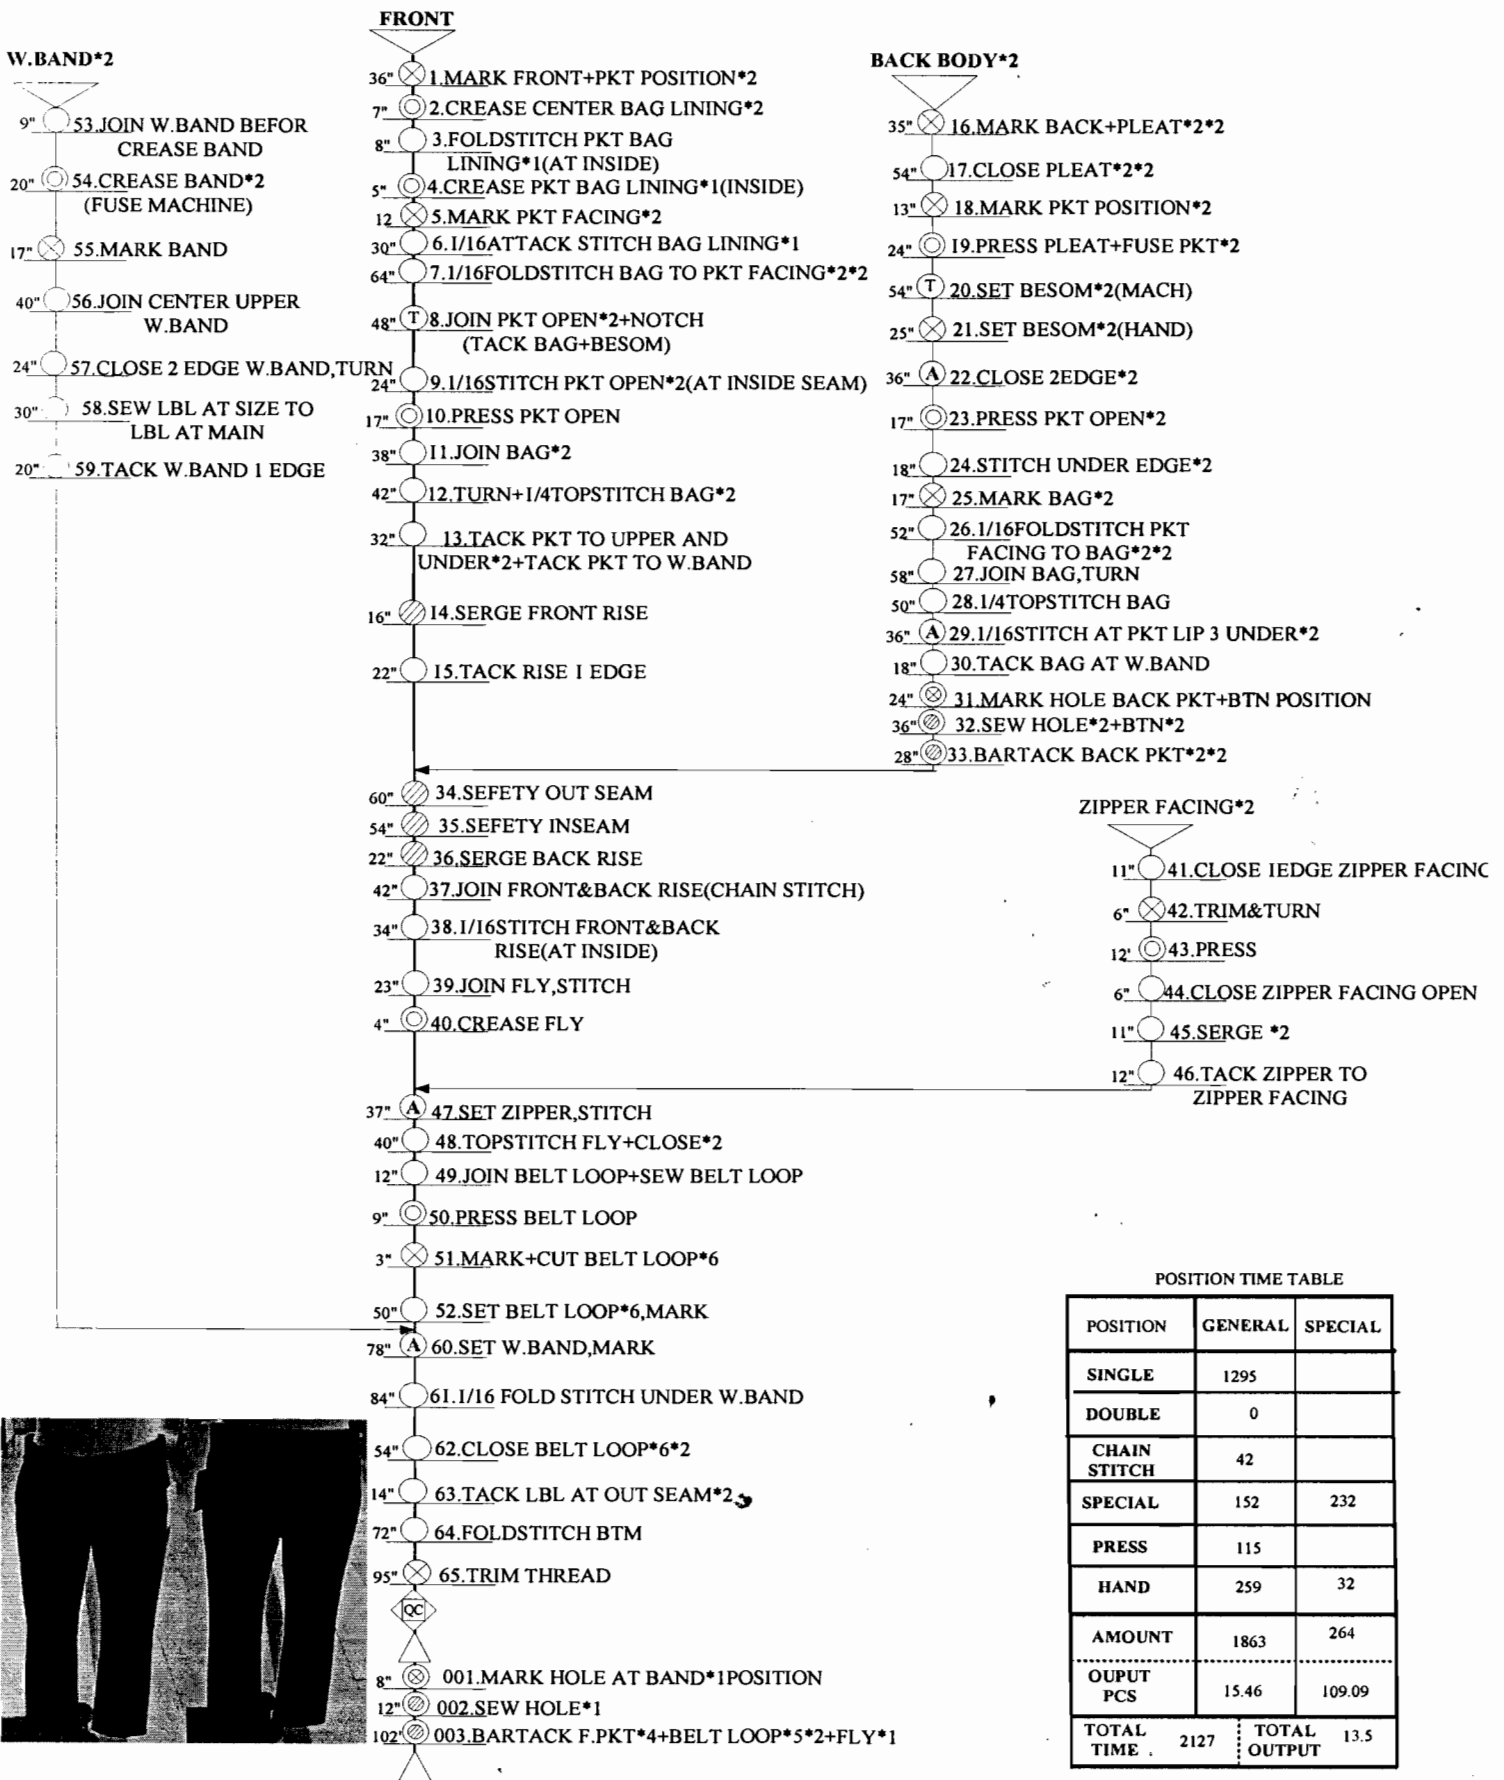 FRONT
36" 1.MARK FRONT+PKT POSITION*2
7" 2.CREASE CENTER BAG LINING*2
8" 3.FOLDSTITCH PKT BAG
LINING*1(AT INSIDE)
5" 4.CREASE PKT BAG LINING*1(INSIDE)
12 5.MARK PKT FACING*2
30" 6.1/16ATTACK STITCH BAG LINING*1
64" 7.1/16FOLDSTITCH BAG TO PKT FACING*2*2
48" T 8.JOIN PKT OPEN*2+NOTCH
(TACK BAG+BESOM)
24" 9.1/16STITCH PKT OPEN*2(AT INSIDE SEAM)
17" 10.PRESS PKT OPEN
38" 11.JOIN BAG*2
42" 12.TURN+1/4TOPSTITCH BAG*2
32" 13.TACK PKT TO UPPER AND
UNDER*2+TACK PKT TO W.BAND
16" 14.SERGE FRONT RISE
22" 15.TACK RISE 1 EDGE
W.BAND*2
9" 53.JOIN W.BAND BEFOR
CREASE BAND
20" 54.CREASE BAND*2
(FUSE MACHINE)
17" 55.MARK BAND
40" 56.JOIN CENTER UPPER
W.BAND
24" 57.CLOSE 2 EDGE W.BAND,TURN
30" 58.SEW LBL AT SIZE TO
LBL AT MAIN
20" 59.TACK W.BAND 1 EDGE
BACK BODY*2
35" 16.MARK BACK+PLEAT*2*2
54" 17.CLOSE PLEAT*2*2
13" 18.MARK PKT POSITION*2
24" 19.PRESS PLEAT+FUSE PKT*2
54" T 20.SET BESOM*2(MACH)
25" 21.SET BESOM*2(HAND)
36" A 22.CLOSE 2EDGE*2
17" 23.PRESS PKT OPEN*2
18" 24.STITCH UNDER EDGE*2
17" 25.MARK BAG*2
52" 26.1/16FOLDSTITCH PKT
FACING TO BAG*2*2
58" 27.JOIN BAG,TURN
50" 28.1/4TOPSTITCH BAG
36" A 29.1/16STITCH AT PKT LIP 3 UNDER*2
18" 30.TACK BAG AT W.BAND
24" 31.MARK HOLE BACK PKT+BTN POSITION
36" 32.SEW HOLE*2+BTN*2
28" 33.BARTACK BACK PKT*2*2
60" 34.SEFETY OUT SEAM
54" 35.SEFETY INSEAM
22" 36.SERGE BACK RISE
42" 37.JOIN FRONT&BACK RISE(CHAIN STITCH)
34" 38.1/16STITCH FRONT&BACK
RISE(AT INSIDE)
23" 39.JOIN FLY,STITCH
4" 40.CREASE FLY
ZIPPER FACING*2
11" 41.CLOSE 1EDGE ZIPPER FACING
6" 42.TRIM&TURN
12' 43.PRESS
6" 44.CLOSE ZIPPER FACING OPEN
11" 45.SERGE *2
12" 46.TACK ZIPPER TO
ZIPPER FACING
37" A 47.SET ZIPPER,STITCH
40" 48.TOPSTITCH FLY+CLOSE*2
12" 49.JOIN BELT LOOP+SEW BELT LOOP
9" 50.PRESS BELT LOOP
3" 51.MARK+CUT BELT LOOP*6
50" 52.SET BELT LOOP*6,MARK
78" A 60.SET W.BAND,MARK
84" 61.1/16 FOLD STITCH UNDER W.BAND
54" 62.CLOSE BELT LOOP*6*2
14" 63.TACK LBL AT OUT SEAM*2
72" 64.FOLDSTITCH BTM
95" 65.TRIM THREAD
QC
8" 001.MARK HOLE AT BAND*1POSITION
12" 002.SEW HOLE*1
102' 003.BARTACK F.PKT*4+BELT LOOP*5*2+FLY*1
POSITION TIME TABLE
POSITION GENERAL SPECIAL
SINGLE 1295
DOUBLE 0
CHAIN STITCH 42
SPECIAL 152 232
PRESS 115
HAND 259 32
AMOUNT 1863 264
OUPUT PCS 15.46 109.09
TOTAL TIME . 2127 TOTAL OUTPUT 13.5